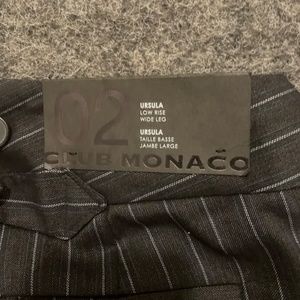 02
URSULA
LOW RISE
WIDE LEG
URSULA
TAILLE BASSE
JAMBE LARGE
CLUB MONACO